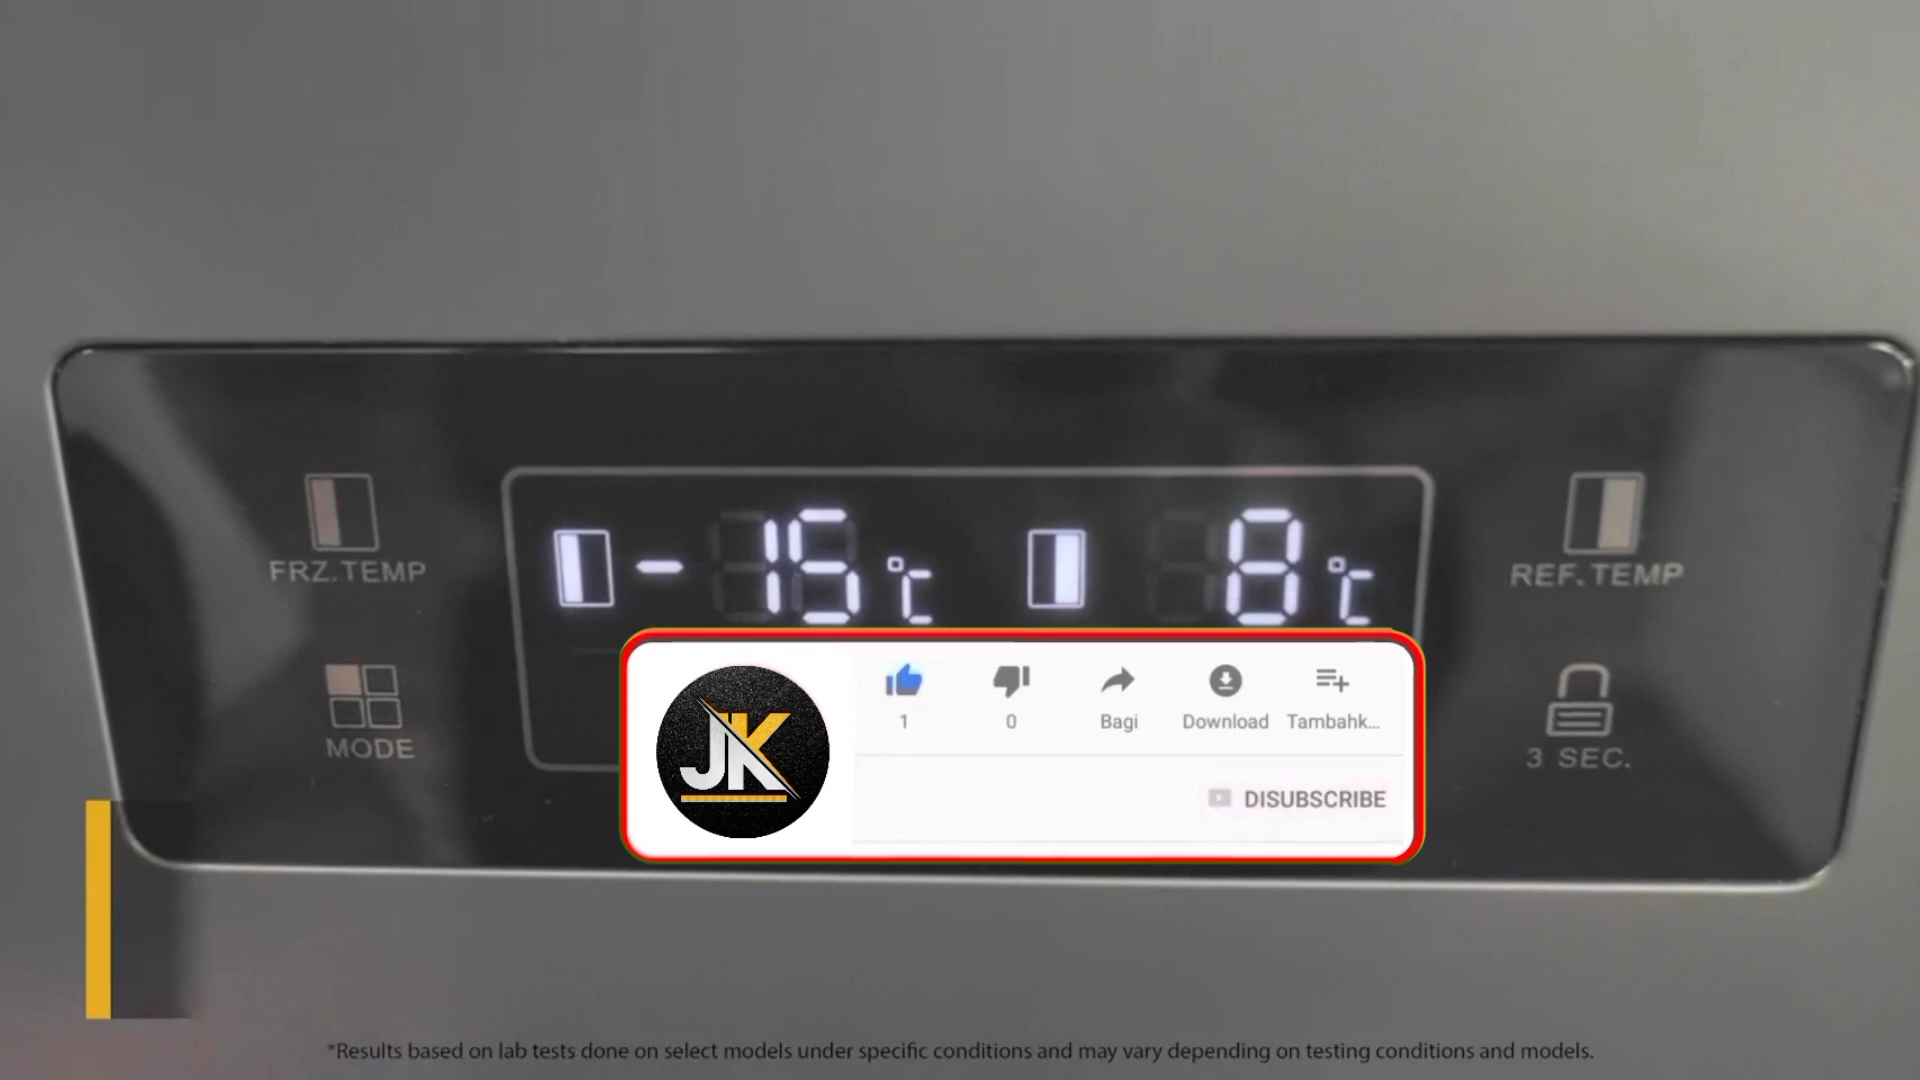 -15°C 8°C
FRZ.TEMP
REF.TEMP
MODE
3 SEC.
JK
1 0 Bagi Download Tambahk...
DISUBSCRIBE
*Results based on lab tests done on select models under specific conditions and may vary depending on testing conditions and models.